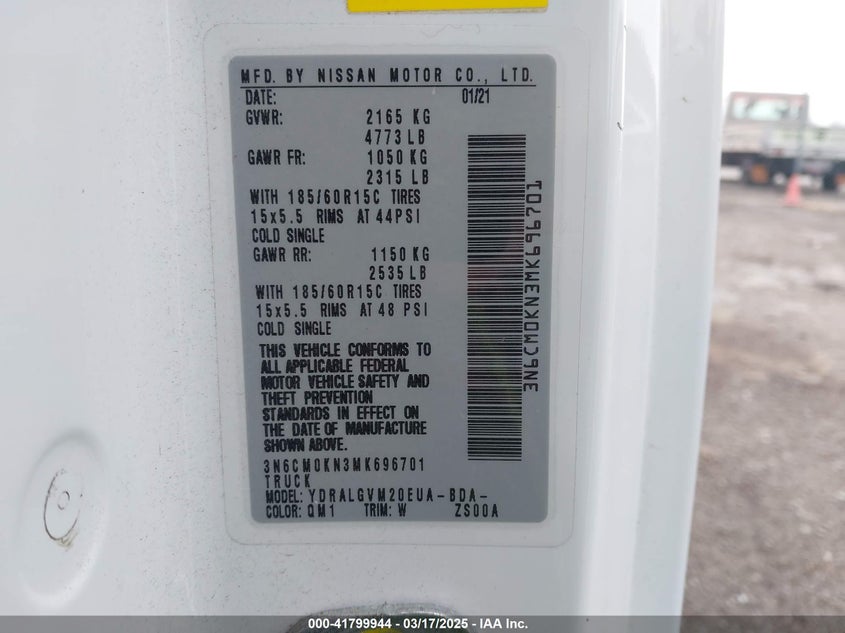 MFD. BY NISSAN MOTOR CO., LTD.
DATE: 01/21
GVWR: 2165 KG
4773 LB
GAWR FR: 1050 KG
2315 LB
WITH 185/60R15C TIRES
15x5.5 RIMS AT 44PSI
COLD SINGLE
GAWR RR: 1150 KG
2535 LB
WITH 185/60R15C TIRES
15x5.5 RIMS AT 48 PSI
COLD SINGLE
THIS VEHICLE CONFORMS TO
ALL APPLICABLE FEDERAL
MOTOR VEHICLE SAFETY AND
THEFT PREVENTION
STANDARDS IN EFFECT ON
THE DATE OF MANUFACTURE
SHOWN ABOVE.
3N6CM0KN3MK696701
TRUCK
MODEL: YDRALGVM20EUA-BDA-
COLOR: QM1 TRIM: W ZS00A
3N6CM0KN3MK696701
000-41799944 - 03/17/2025 - IAA Inc.